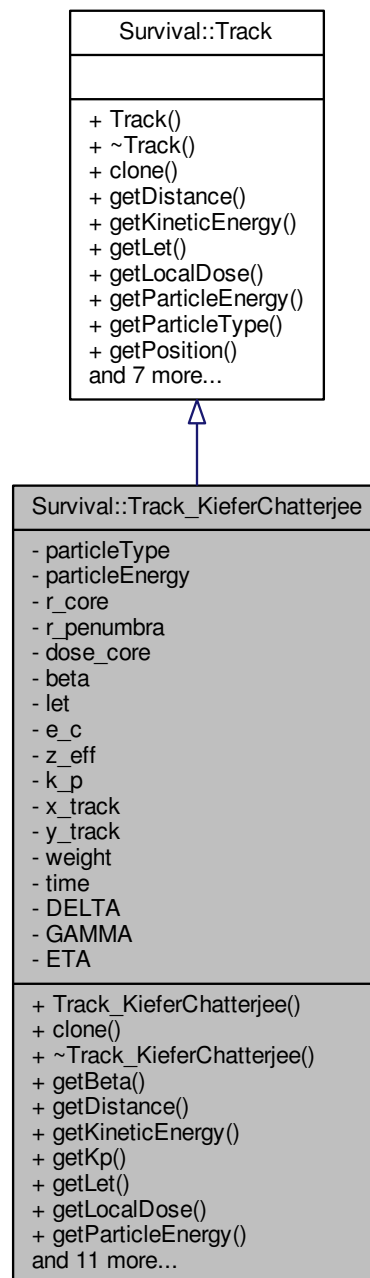 Survival::Track
+ Track()
+ ~Track()
+ clone()
+ getDistance()
+ getKineticEnergy()
+ getLet()
+ getLocalDose()
+ getParticleEnergy()
+ getParticleType()
+ getPosition()
and 7 more...
Survival::Track_KieferChatterjee
- particleType
- particleEnergy
- r_core
- r_penumbra
- dose_core
- beta
- let
- e_c
- z_eff
- k_p
- x_track
- y_track
- weight
- time
- DELTA
- GAMMA
- ETA
+ Track_KieferChatterjee()
+ clone()
+ ~Track_KieferChatterjee()
+ getBeta()
+ getDistance()
+ getKineticEnergy()
+ getKp()
+ getLet()
+ getLocalDose()
+ getParticleEnergy()
and 11 more...